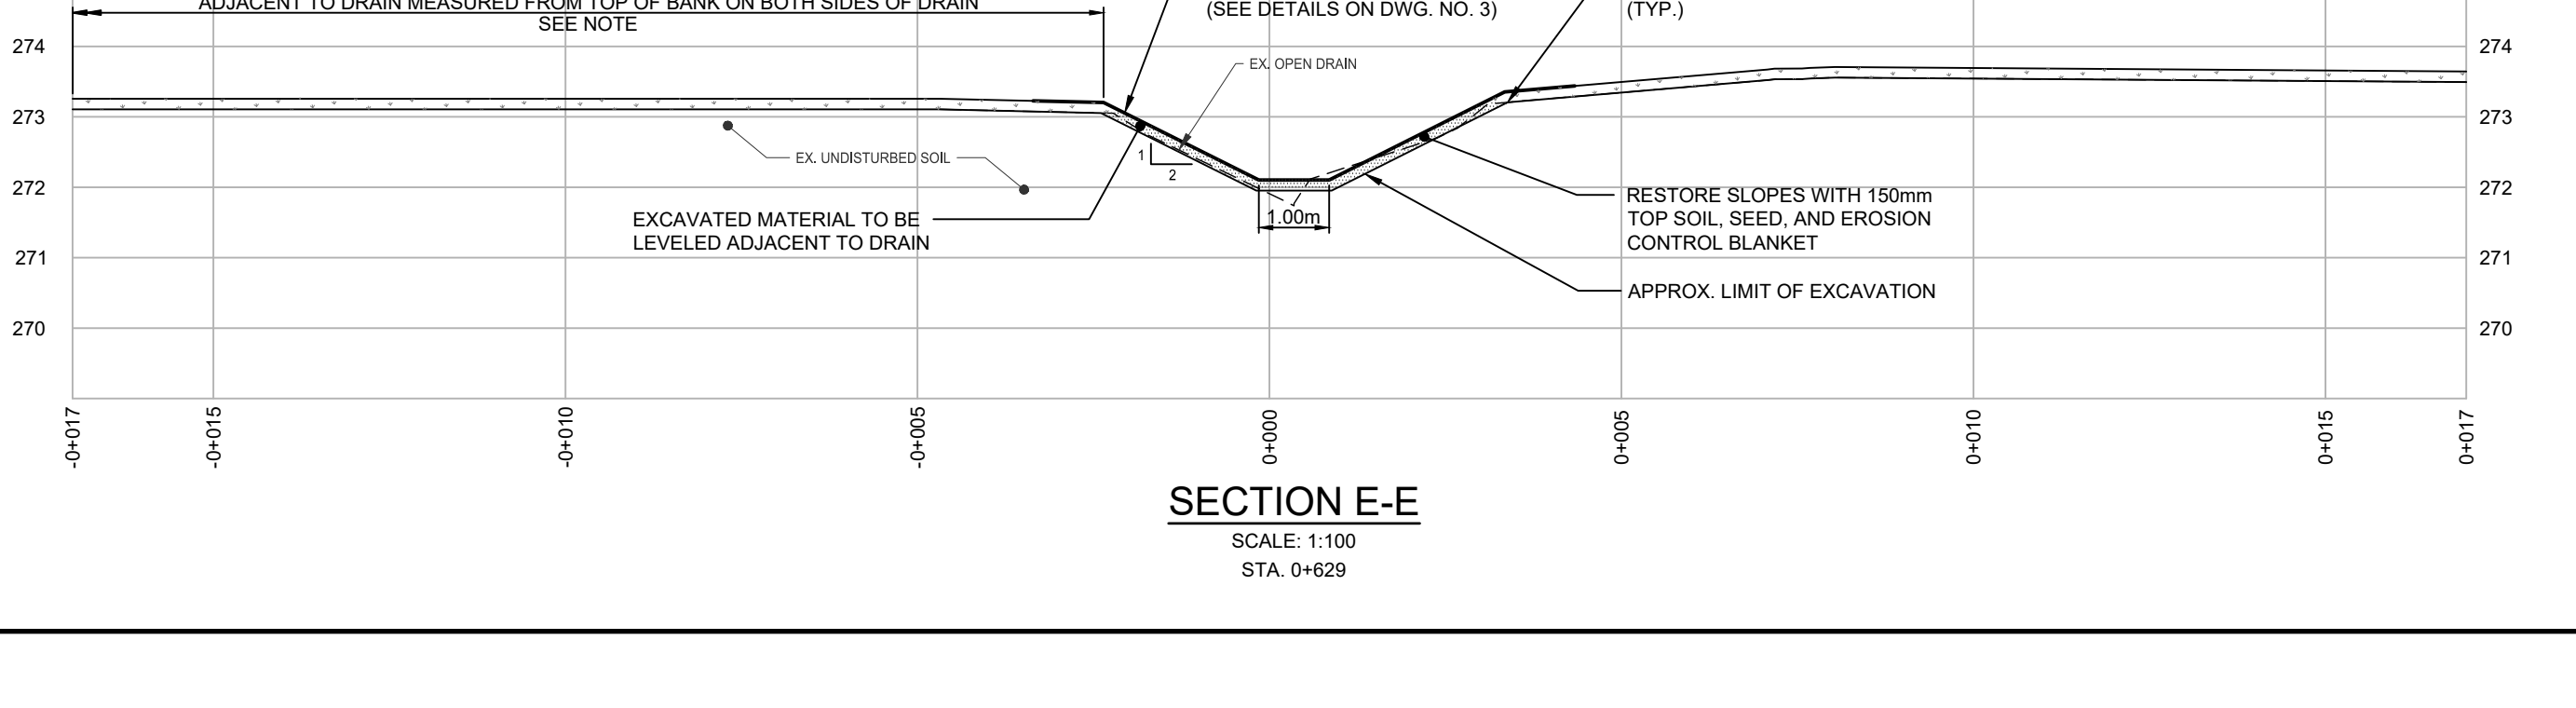 ADJACENT TO DRAIN MEASURED FROM TOP OF BANK ON BOTH SIDES OF DRAIN
SEE NOTE
(SEE DETAILS ON DWG. NO. 3)
(TYP.)
274
274
EX. OPEN DRAIN
273
273
EX. UNDISTURBED SOIL
1
2
272
272
RESTORE SLOPES WITH 150mm
TOP SOIL, SEED, AND EROSION
CONTROL BLANKET
EXCAVATED MATERIAL TO BE
LEVELED ADJACENT TO DRAIN
1.00m
271
271
APPROX. LIMIT OF EXCAVATION
270
270
-0+017
-0+015
-0+010
-0+005
0+000
0+005
0+010
0+015
0+017
SECTION E-E
SCALE: 1:100
STA. 0+629